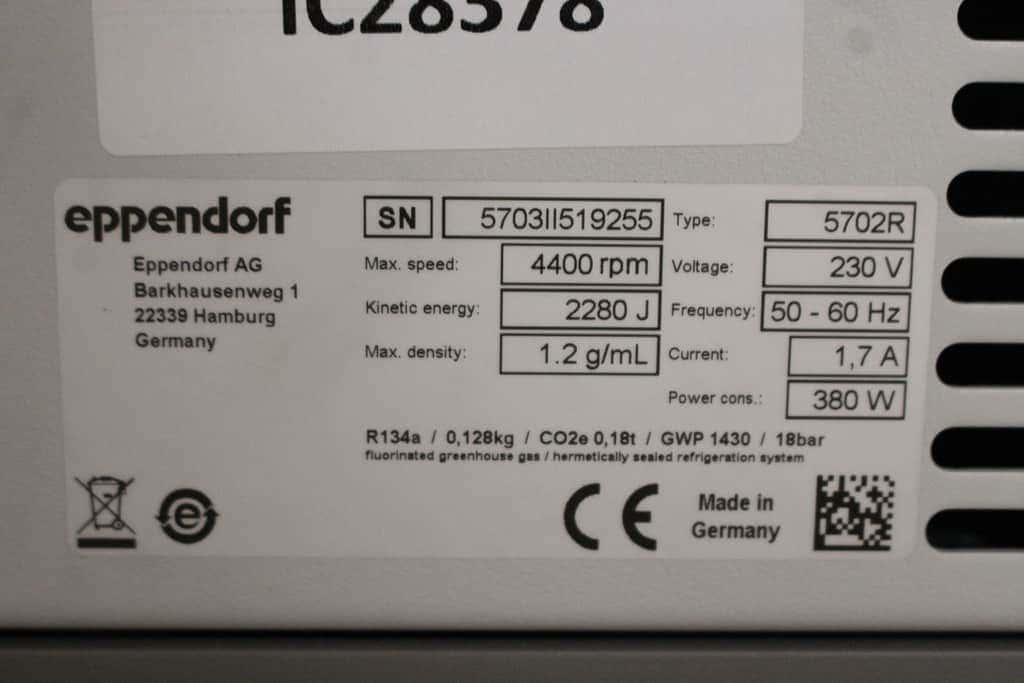 IC28578
eppendorf
Eppendorf AG
Barkhausenweg 1
22339 Hamburg
Germany
SN 5703II519255 Type: 5702R
Max. speed: 4400 rpm Voltage: 230 V
Kinetic energy: 2280 J Frequency: 50 - 60 Hz
Max. density: 1.2 g/mL Current: 1,7 A
Power cons.: 380 W
R134a / 0,128kg / CO2e 0,18t / GWP 1430 / 18bar
fluorinated greenhouse gas / hermetically sealed refrigeration system
e
CE
Made in
Germany